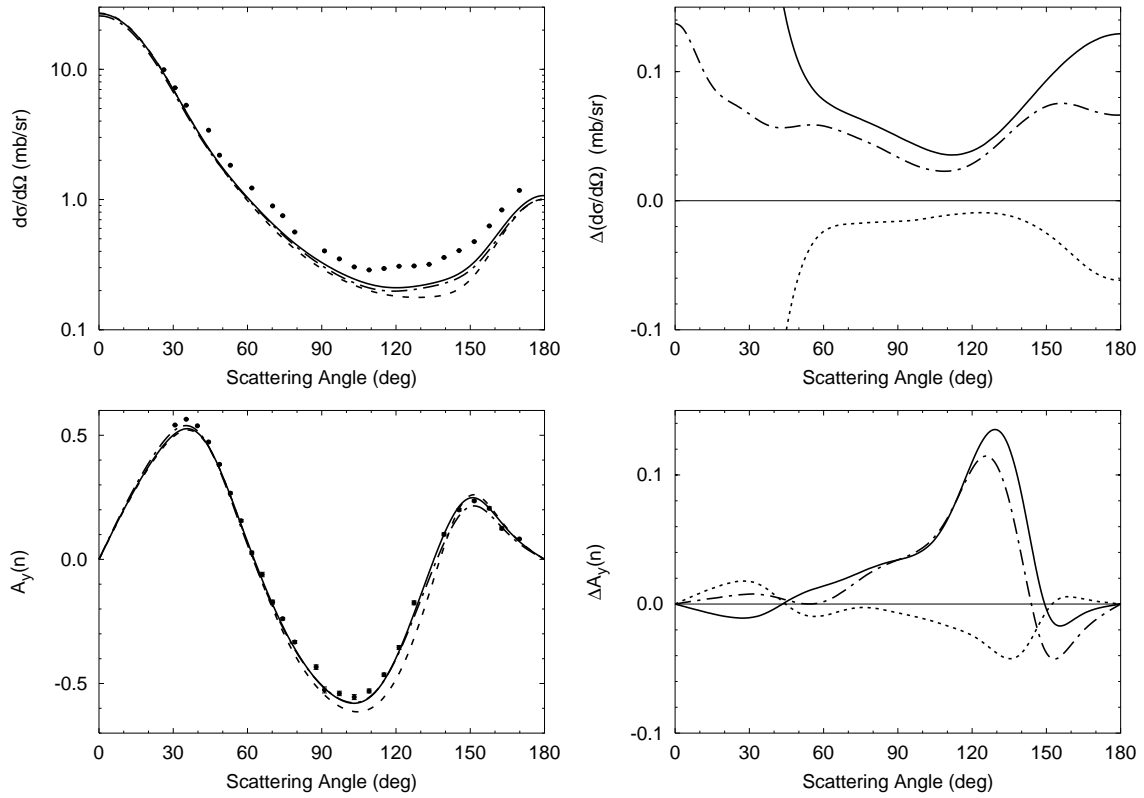 10.0
1.0
0.1
dσ/dΩ (mb/sr)
0 30 60 90 120 150 180
Scattering Angle (deg)
0.1
0.0
-0.1
Δ(dσ/dΩ) (mb/sr)
0 30 60 90 120 150 180
Scattering Angle (deg)
0.5
0.0
-0.5
A_y(n)
0 30 60 90 120 150 180
Scattering Angle (deg)
0.1
0.0
-0.1
ΔA_y(n)
0 30 60 90 120 150 180
Scattering Angle (deg)